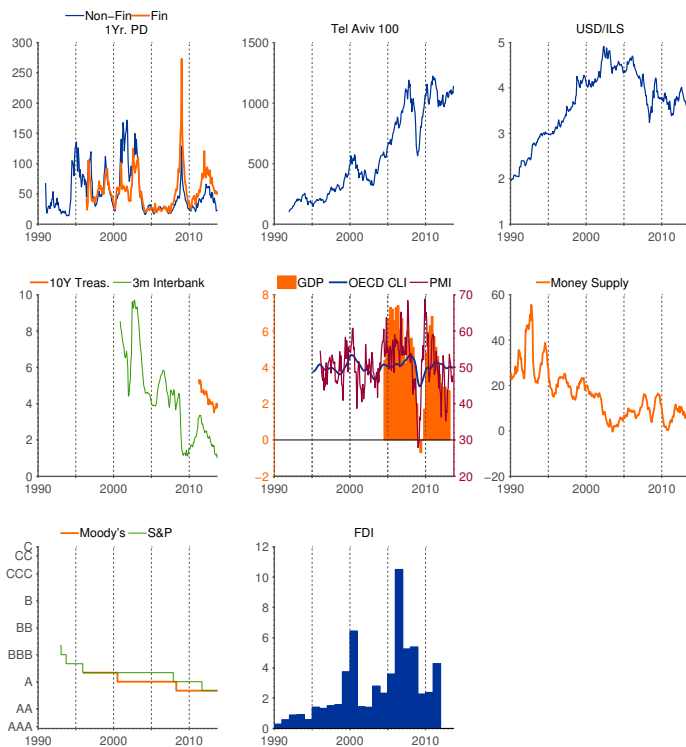 Non−Fin Fin
1Yr. PD
300
250
200
150
100
50
0
1990 2000 2010
Tel Aviv 100
1500
1000
500
0
1990 2000 2010
USD/ILS
5
4
3
2
1
1990 2000 2010
10Y Treas. 3m Interbank
10
8
6
4
2
0
1990 2000 2010
GDP OECD CLI PMI
8 70
6 60
4 50
2 40
0 30
−2 20
1990 2000 2010
Money Supply
60
40
20
0
−20
1990 2000 2010
Moody's S&P
C
CC
CCC
B
BB
BBB
A
AA
AAA
1990 2000 2010
FDI
12
10
8
6
4
2
0
1990 2000 2010